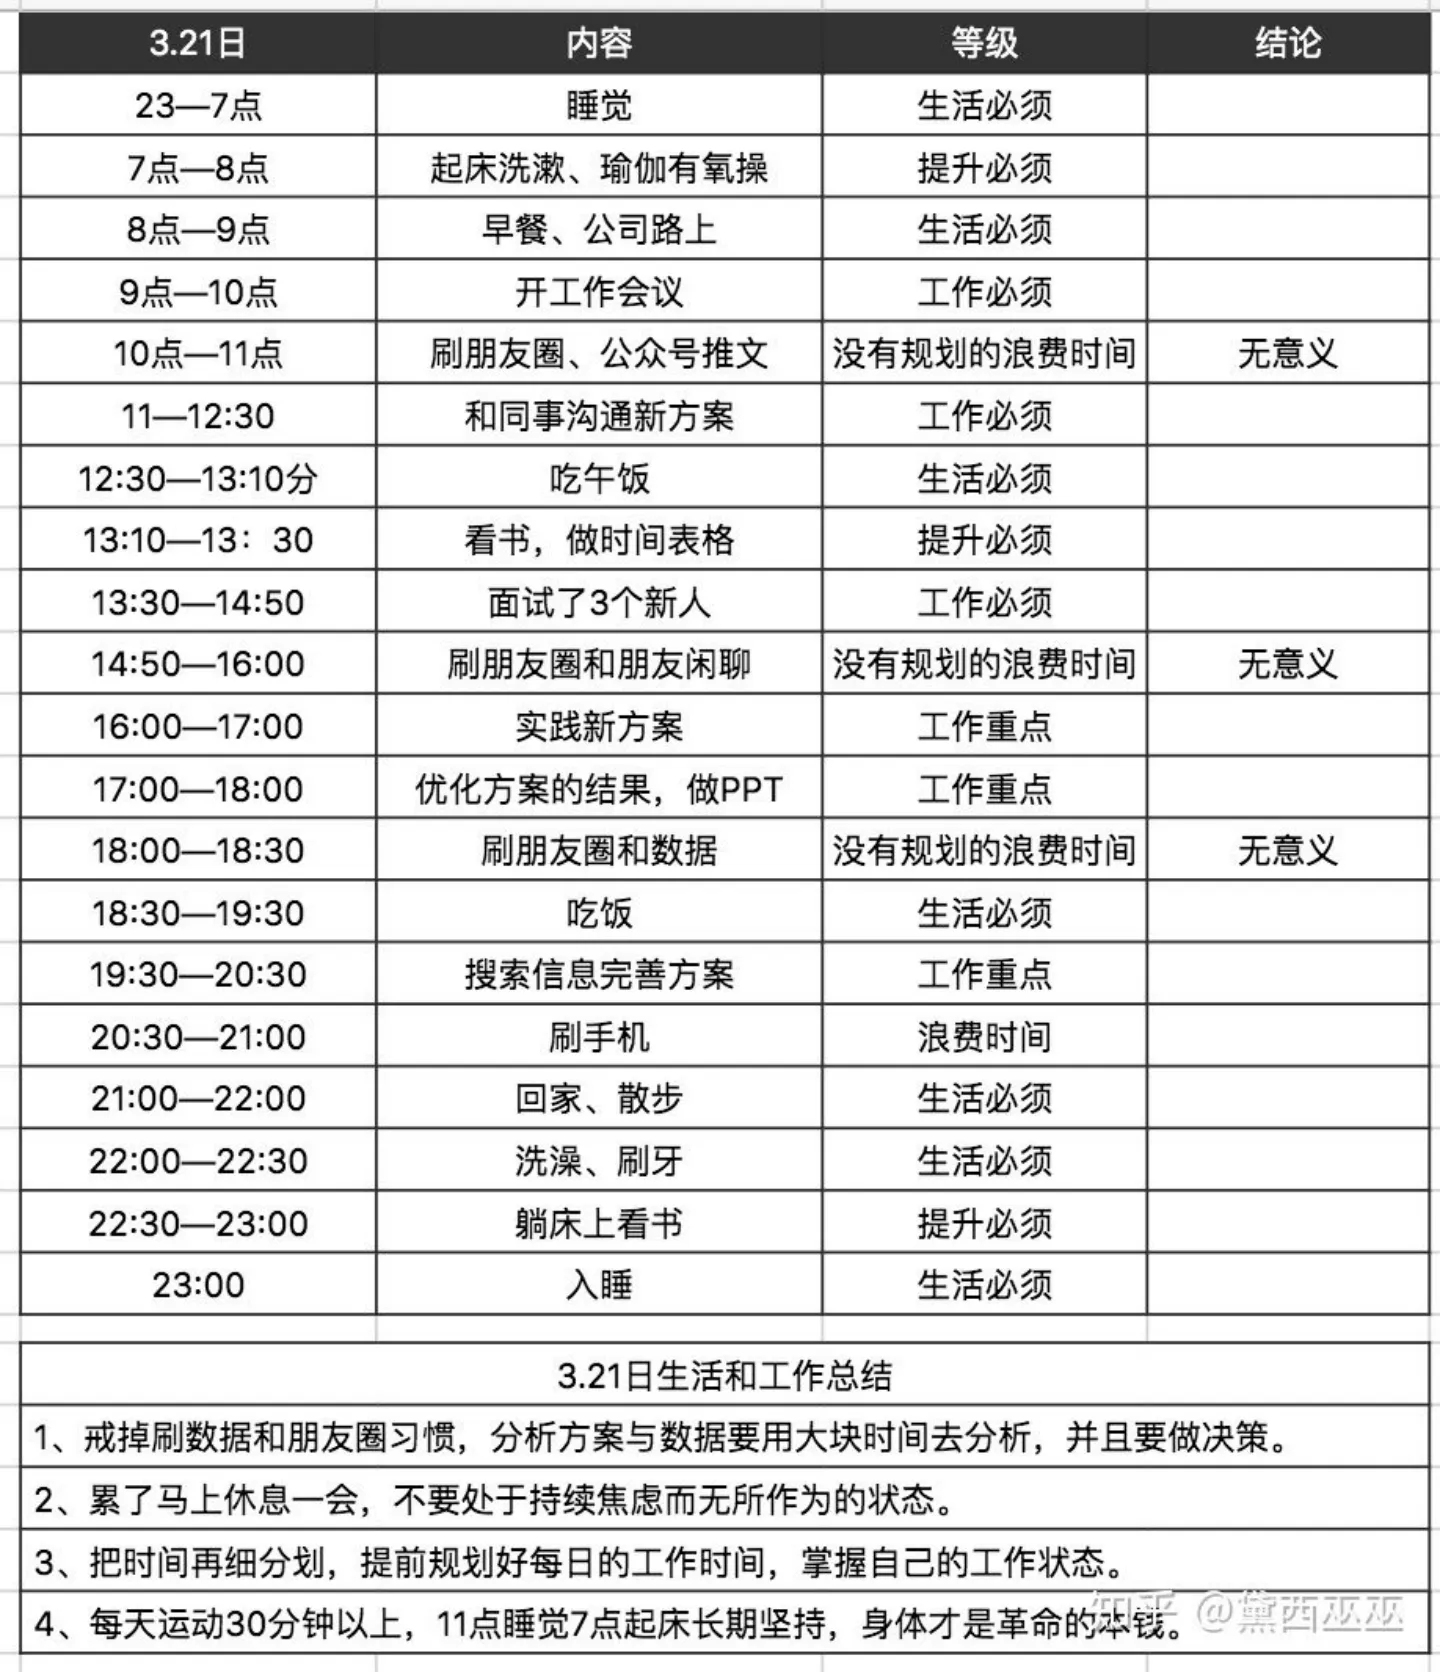 3.21日 内容 等级 结论
23—7点 睡觉 生活必须
7点—8点 起床洗漱、瑜伽有氧操 提升必须
8点—9点 早餐、公司路上 生活必须
9点—10点 开工作会议 工作必须
10点—11点 刷朋友圈、公众号推文 没有规划的浪费时间 无意义
11—12:30 和同事沟通新方案 工作必须
12:30—13:10分 吃午饭 生活必须
13:10—13：30 看书，做时间表格 提升必须
13:30—14:50 面试了3个新人 工作必须
14:50—16:00 刷朋友圈和朋友闲聊 没有规划的浪费时间 无意义
16:00—17:00 实践新方案 工作重点
17:00—18:00 优化方案的结果，做PPT 工作重点
18:00—18:30 刷朋友圈和数据 没有规划的浪费时间 无意义
18:30—19:30 吃饭 生活必须
19:30—20:30 搜索信息完善方案 工作重点
20:30—21:00 刷手机 浪费时间
21:00—22:00 回家、散步 生活必须
22:00—22:30 洗澡、刷牙 生活必须
22:30—23:00 躺床上看书 提升必须
23:00 入睡 生活必须
3.21日生活和工作总结
1、戒掉刷数据和朋友圈习惯，分析方案与数据要用大块时间去分析，并且要做决策。
2、累了马上休息一会，不要处于持续焦虑而无所作为的状态。
3、把时间再细分划，提前规划好每日的工作时间，掌握自己的工作状态。
4、每天运动30分钟以上，11点睡觉7点起床长期坚持，身体才是革命的本钱。
知乎 @黛西巫巫